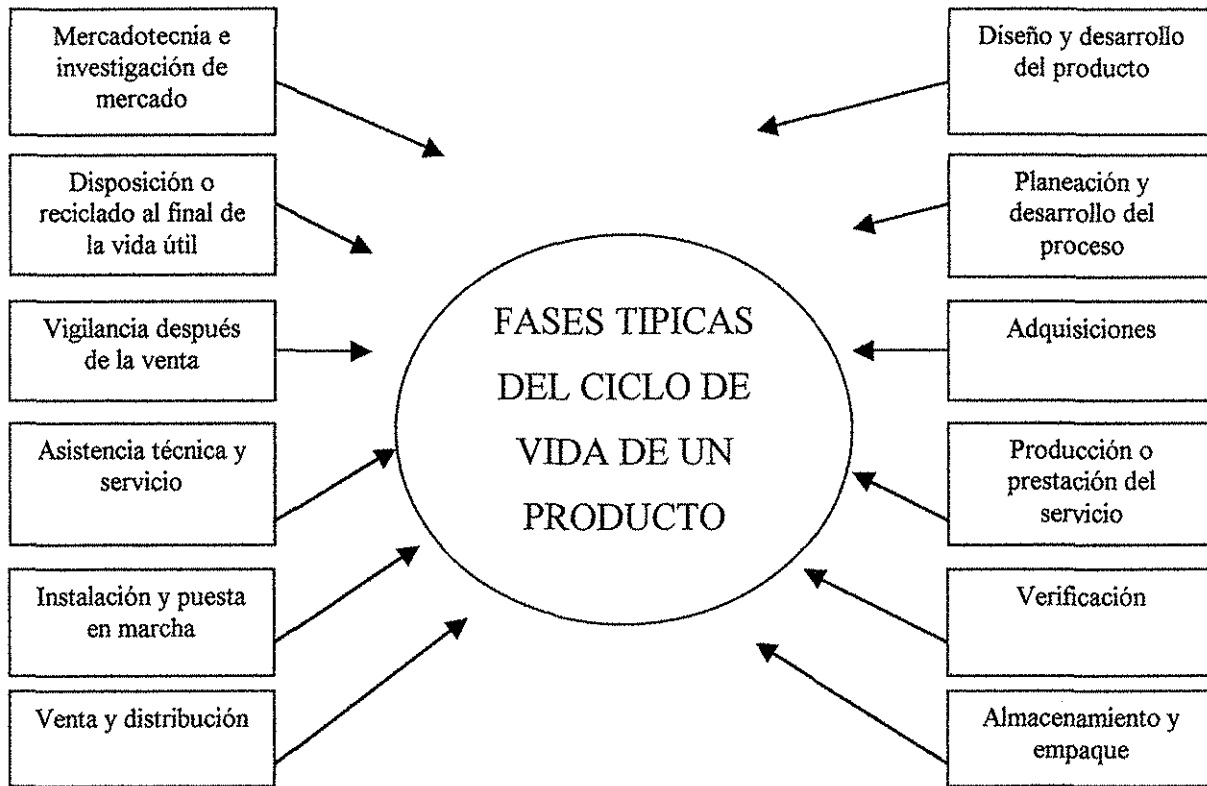 Mercadotecnia e
investigación de
mercado
Disposición o
reciclado al final de
la vida útil
Vigilancia después
de la venta
Asistencia técnica y
servicio
Instalación y puesta
en marcha
Venta y distribución
FASES TIPICAS
DEL CICLO DE
VIDA DE UN
PRODUCTO
Diseño y desarrollo
del producto
Planeación y
desarrollo del
proceso
Adquisiciones
Producción o
prestación del
servicio
Verificación
Almacenamiento y
empaque